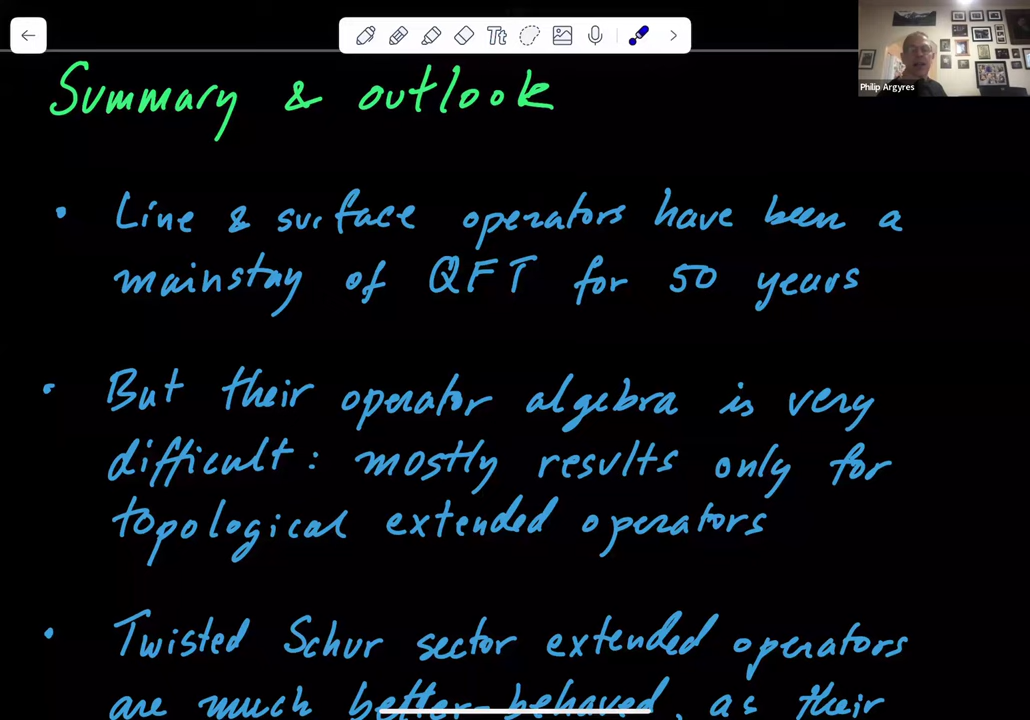 Tt
Philip Argyres
Summary & outlook
• Line & surface operators have been a
mainstay of QFT for 50 years
• But their operator algebra is very
difficult: mostly results only for
topological extended operators
• Twisted Schur sector extended operators
are much better behaved, as their